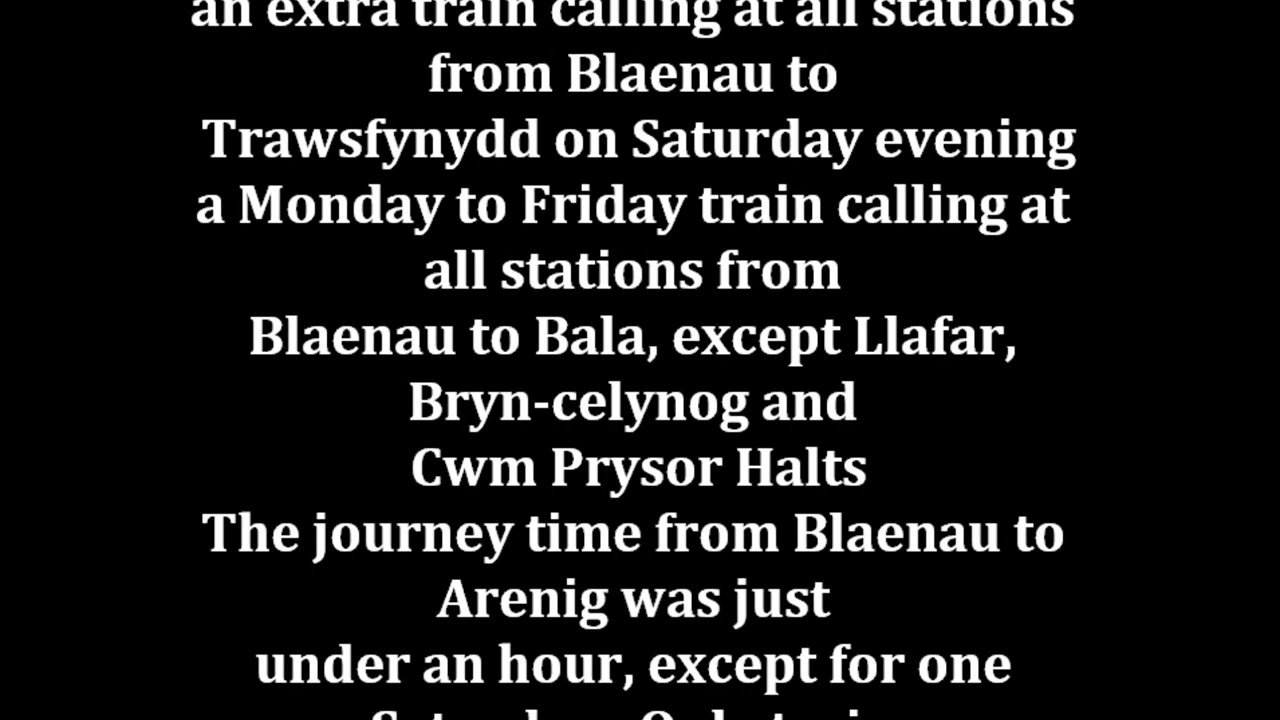 an extra train calling at all stations
from Blaenau to
Trawsfynydd on Saturday evening
a Monday to Friday train calling at
all stations from
Blaenau to Bala, except Llafar,
Bryn-celynog and
Cwm Prysor Halts
The journey time from Blaenau to
Arenig was just
under an hour, except for one